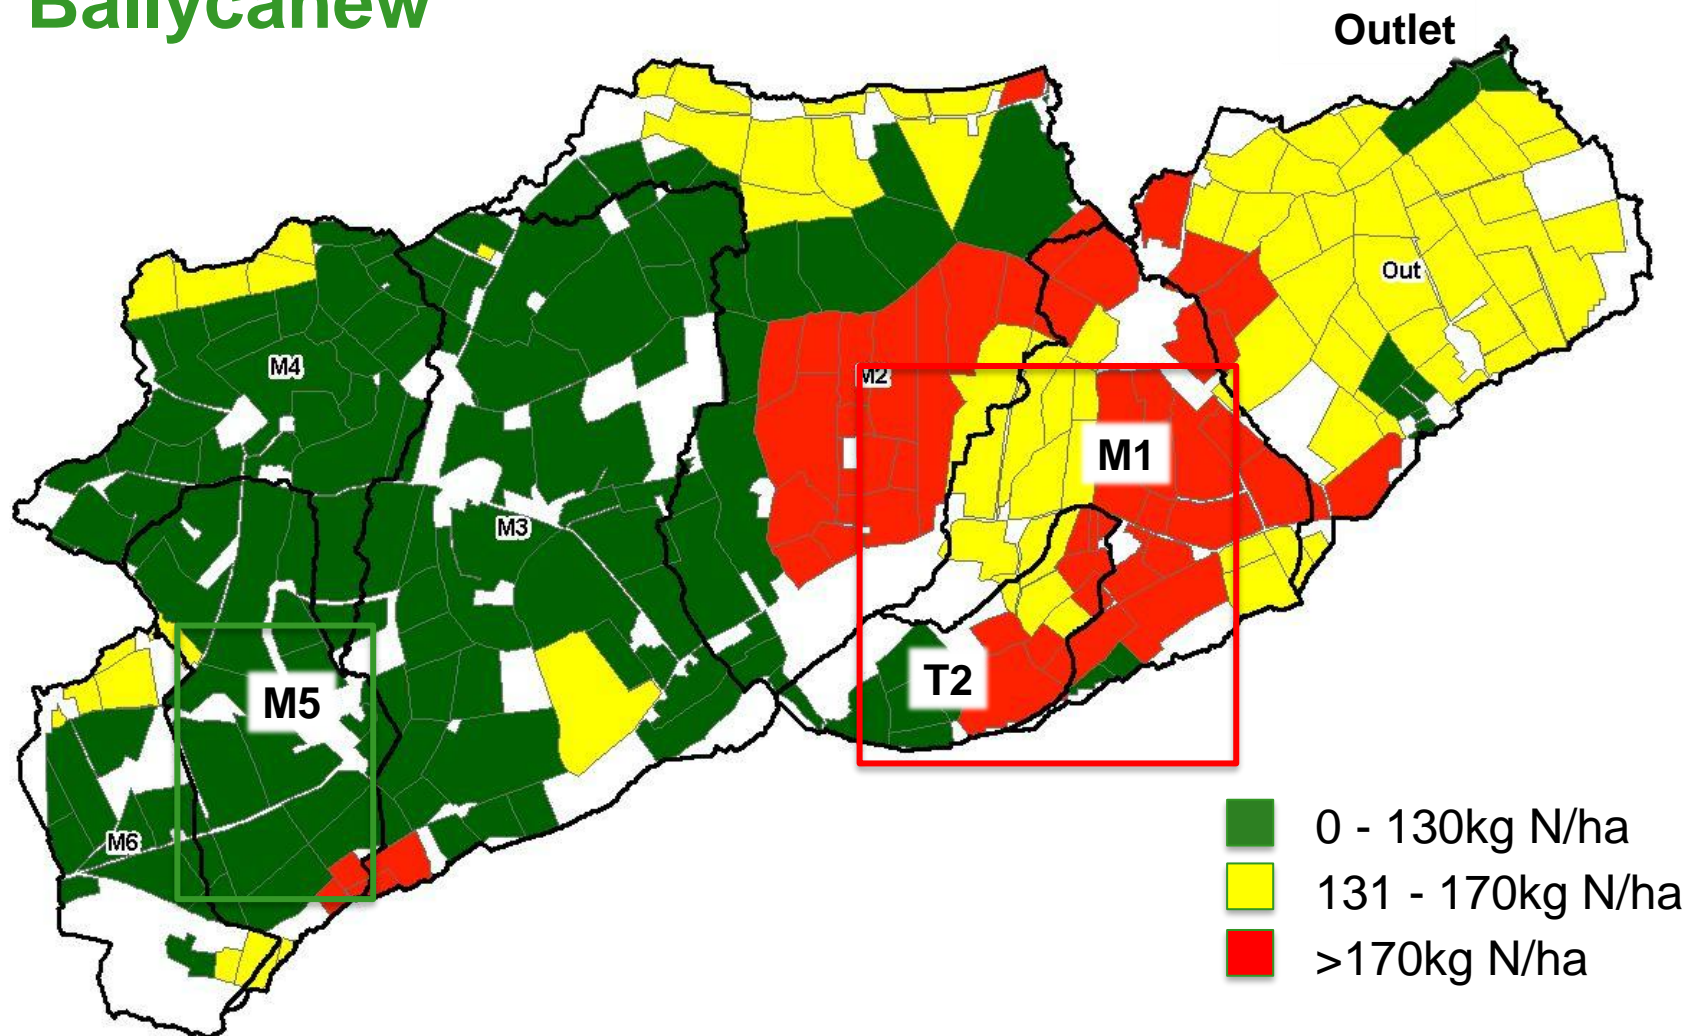 Ballycanew
Outlet
Out
M4
M2
M1
M3
T2
M5
M6
0 - 130kg N/ha
131 - 170kg N/ha
>170kg N/ha